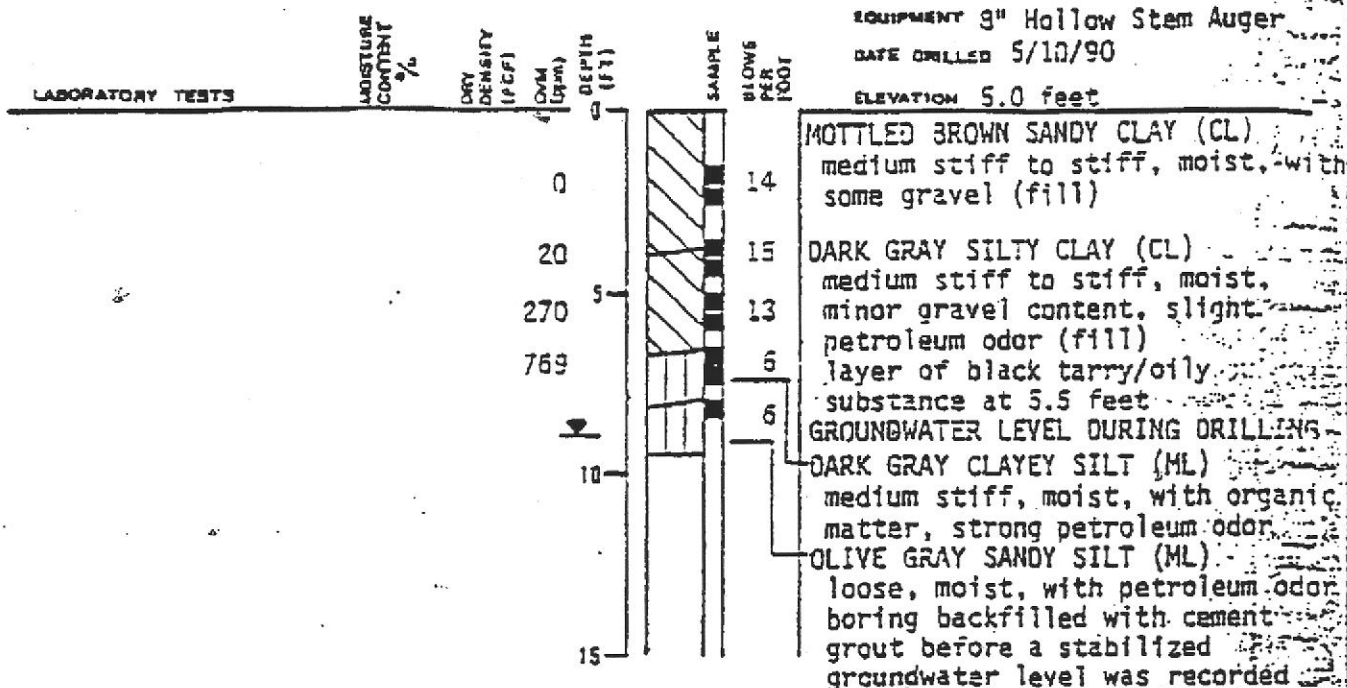 EQUIPMENT 8" Hollow Stem Auger
DATE DRILLED 5/10/90
ELEVATION 5.0 feet
LABORATORY TESTS
MOISTURE CONTENT %
DRY DENSITY (PCF)
OVM (ppm)
DEPTH (FT)
SAMPLE
BLOWS PER FOOT
0
MOTTLED BROWN SANDY CLAY (CL)
medium stiff to stiff, moist, with
0 14
some gravel (fill)
20 15 DARK GRAY SILTY CLAY (CL)
medium stiff to stiff, moist,
5
270 13 minor gravel content, slight
petroleum odor (fill)
769 6 layer of black tarry/oily
substance at 5.5 feet
6
GROUNDWATER LEVEL DURING DRILLING
10 DARK GRAY CLAYEY SILT (ML)
medium stiff, moist, with organic
matter, strong petroleum odor
OLIVE GRAY SANDY SILT (ML)
loose, moist, with petroleum odor
boring backfilled with cement
15 grout before a stabilized
groundwater level was recorded